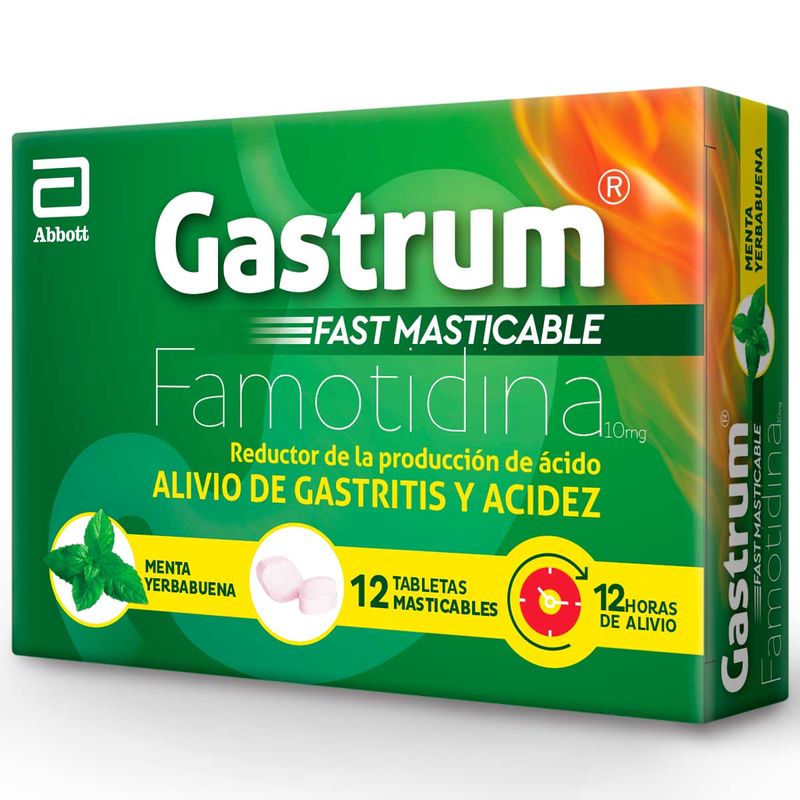 Abbott
Gastrum®
FAST MASTICABLE
Famotidina 10mg
Reductor de la producción de ácido
ALIVIO DE GASTRITIS Y ACIDEZ
MENTA
YERBABUENA
12 TABLETAS
MASTICABLES
12 HORAS
DE ALIVIO
MENTA
YERBABUENA
Gastrum®
FAST MASTICABLE
Famotidina 10mg